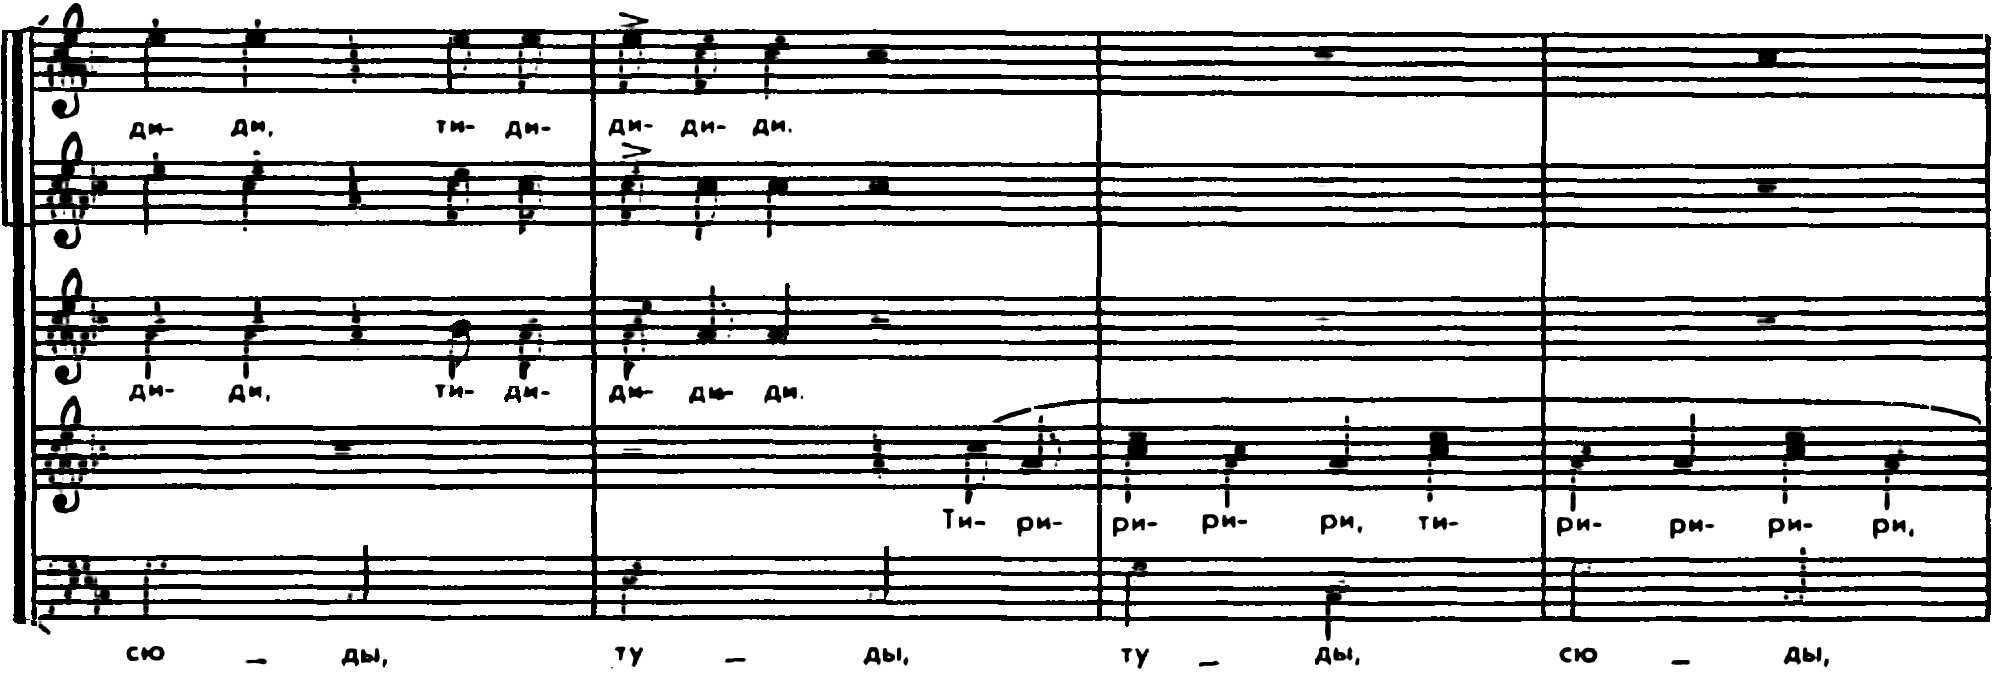 ди- ди, ти- ди- ди- ди- ди.
ди- ди, ти- ди- ди- ди- ди.
Ти- ри- ри- ри- ри, ти- ри- ри- ри- ри,
сю – ды, ту – ды, ту – ды, сю – ды,